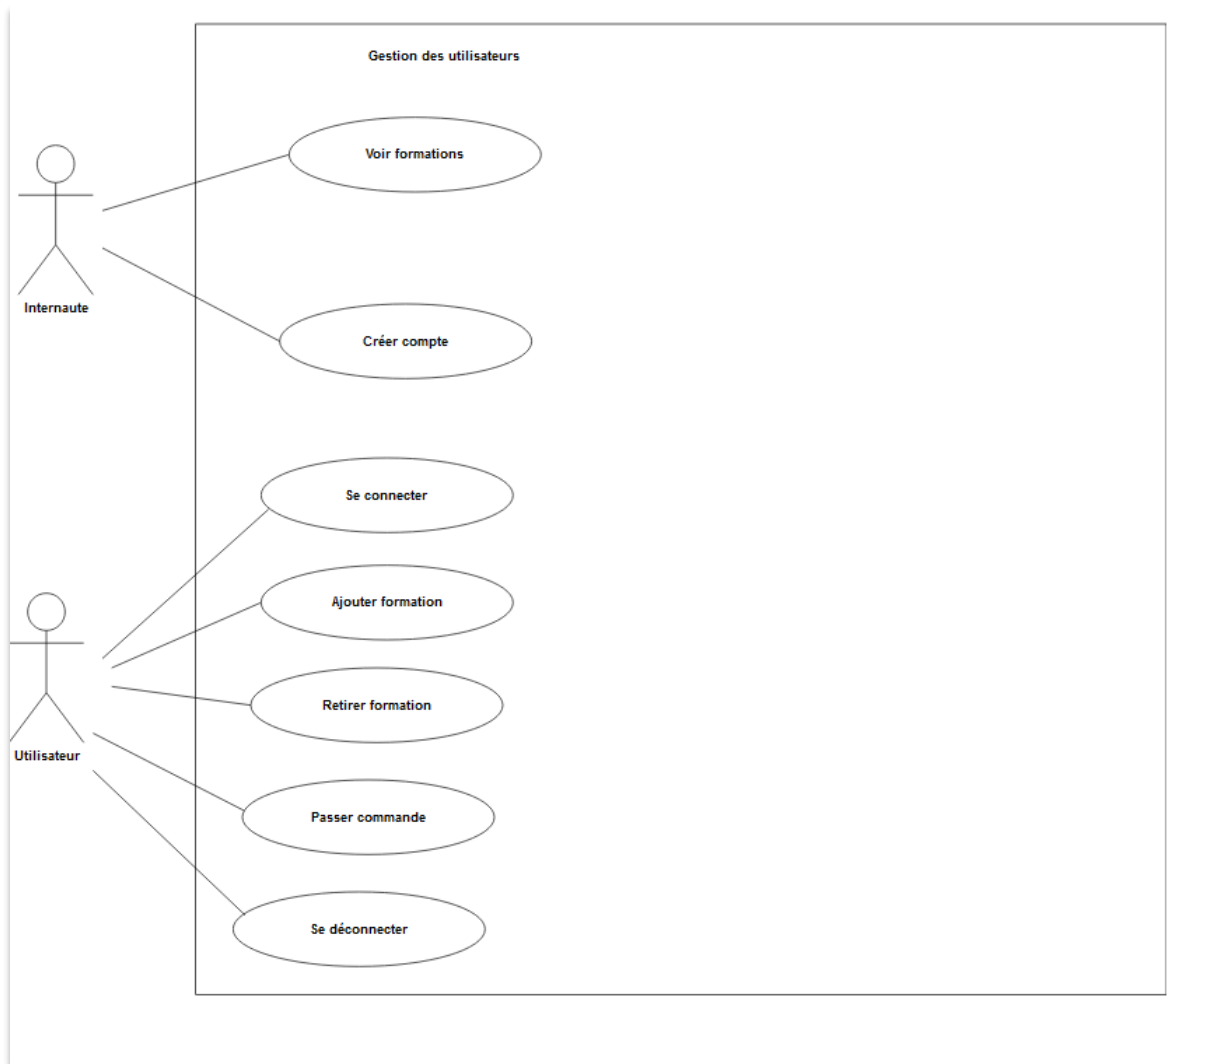 Gestion des utilisateurs
Voir formations
Internaute
Créer compte
Se connecter
Ajouter formation
Retirer formation
Utilisateur
Passer commande
Se déconnecter